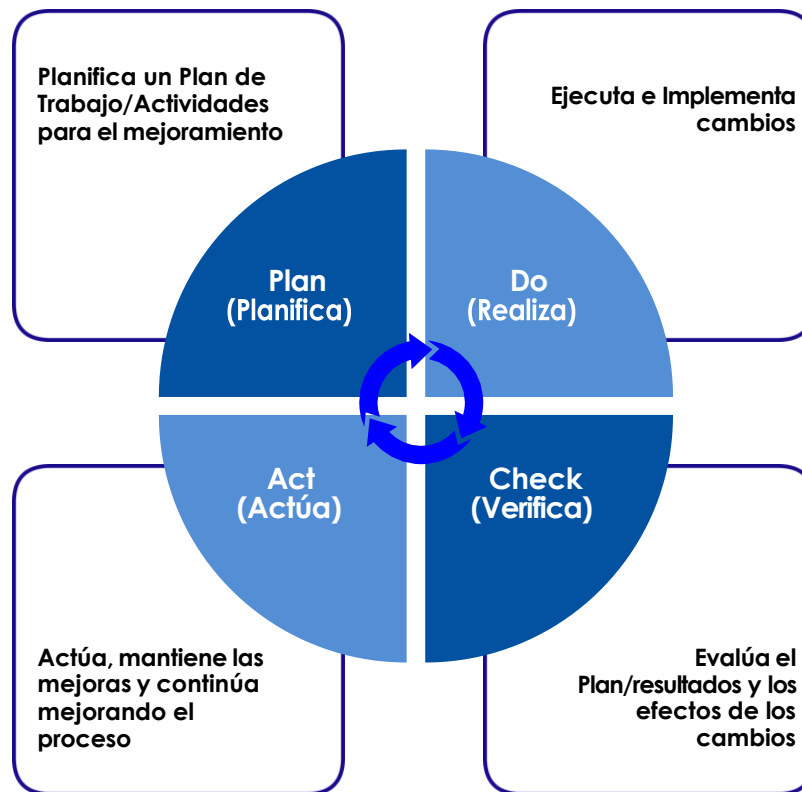 Planifica un Plan de
Trabajo/Actividades
para el mejoramiento
Ejecuta e Implementa
cambios
Plan
(Planifica)
Do
(Realiza)
Act
(Actúa)
Check
(Verifica)
Actúa, mantiene las
mejoras y continúa
mejorando el
proceso
Evalúa el
Plan/resultados y los
efectos de los
cambios